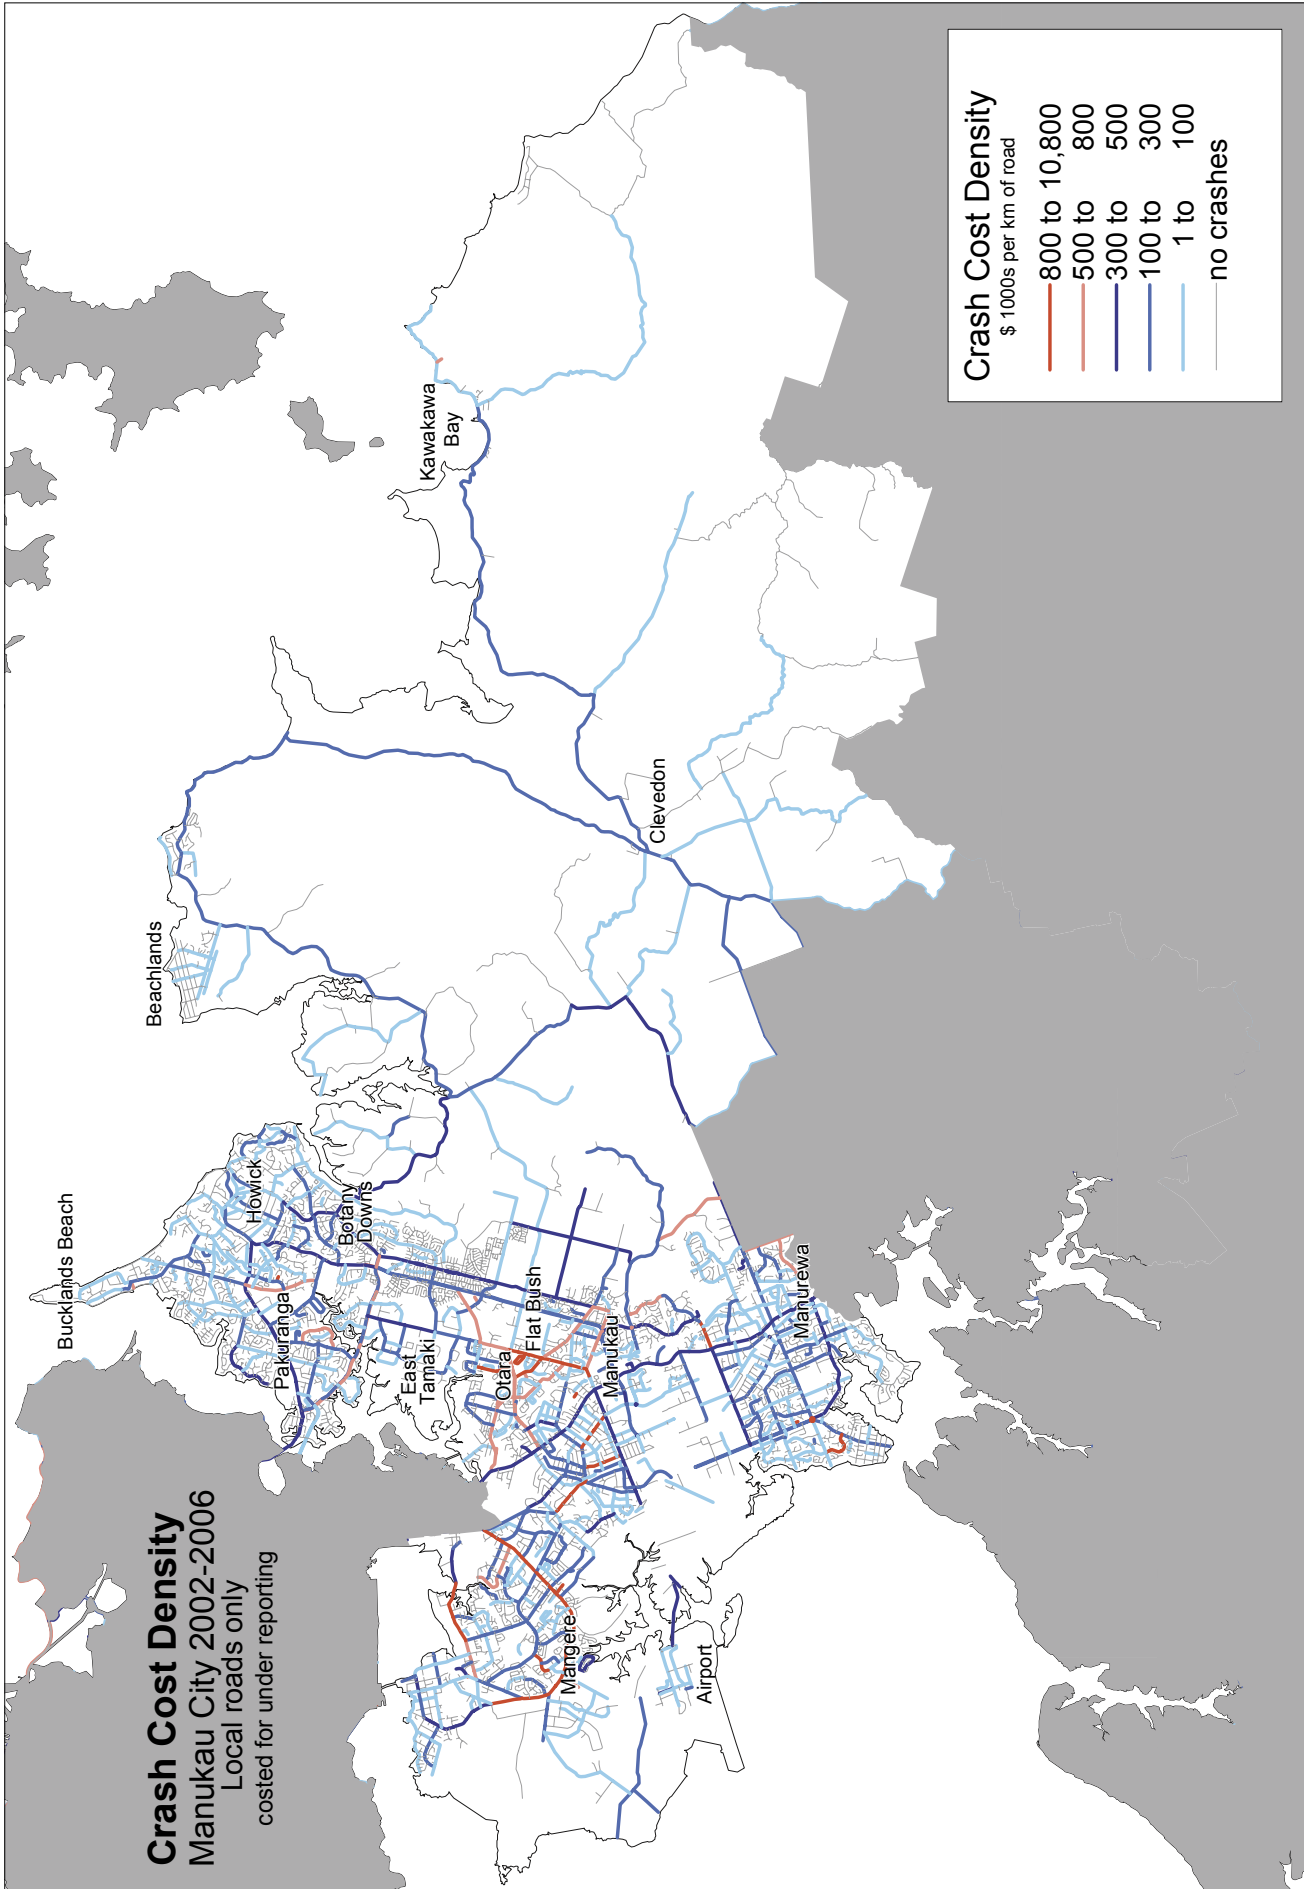 Crash Cost Density
Manukau City 2002-2006
Local roads only
costed for under reporting
Bucklands Beach
Howick
Pakuranga
Botany
Downs
East
Tamaki
Otara
Flat Bush
Manukau
Manurewa
Mangere
Airport
Beachlands
Clevedon
Kawakawa
Bay
Crash Cost Density
$ 1000s per km of road
800 to 10,800
500 to 800
300 to 500
100 to 300
1 to 100
no crashes